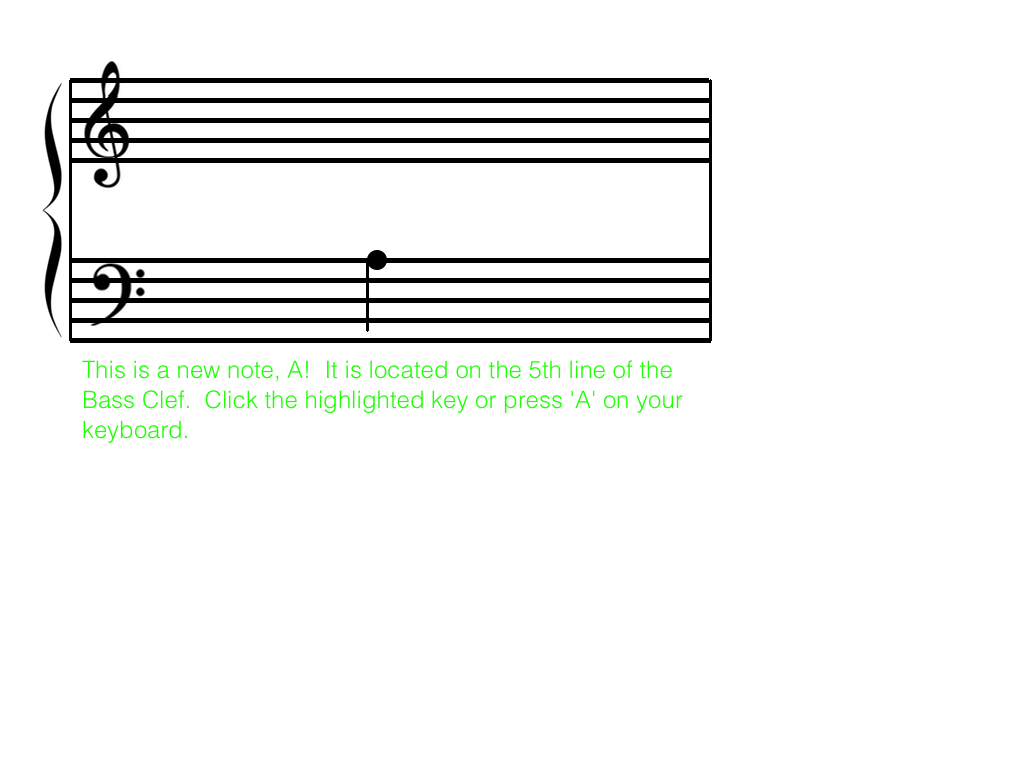 This is a new note, A!  It is located on the 5th line of the
Bass Clef.  Click the highlighted key or press 'A' on your
keyboard.